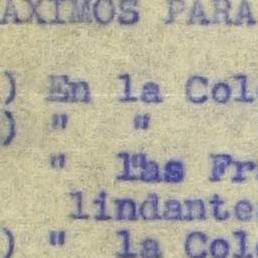 AXIMOS PARA
) En la Col
) " "
" las Fr
lindante
) " la Col